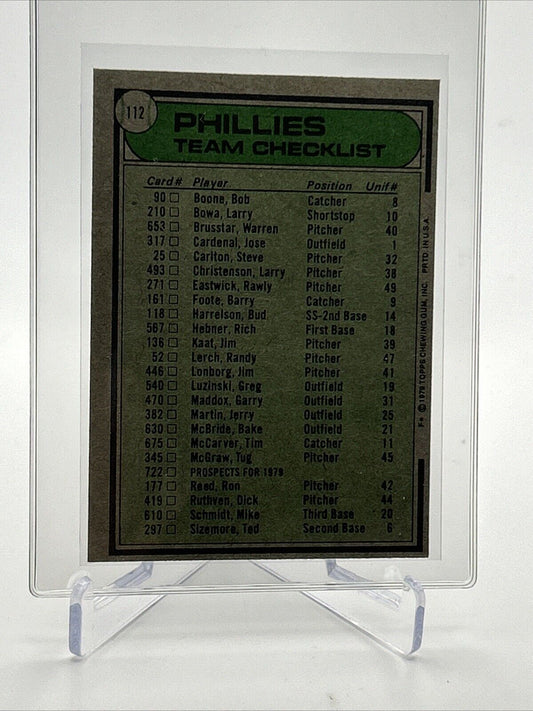 112
PHILLIES
TEAM CHECKLIST
Card # Player Position Unif #
90 Boone, Bob Catcher 8
210 Bowa, Larry Shortstop 10
653 Brusstar, Warren Pitcher 40
317 Cardenal, Jose Outfield 1
25 Carlton, Steve Pitcher 32
493 Christenson, Larry Pitcher 38
271 Eastwick, Rawly Pitcher 49
161 Foote, Barry Catcher 9
118 Harrelson, Bud SS-2nd Base 14
567 Hebner, Rich First Base 18
136 Kaat, Jim Pitcher 39
52 Lerch, Randy Pitcher 47
446 Lonborg, Jim Pitcher 41
540 Luzinski, Greg Outfield 19
470 Maddox, Garry Outfield 31
382 Martin, Jerry Outfield 25
630 McBride, Bake Outfield 21
675 McCarver, Tim Catcher 11
345 McGraw, Tug Pitcher 45
722 PROSPECTS FOR 1979
177 Reed, Ron Pitcher 42
419 Ruthven, Dick Pitcher 44
610 Schmidt, Mike Third Base 20
297 Sizemore, Ted Second Base 6
F* © 1979 TOPPS CHEWING GUM, INC. PRTD. IN U.S.A.